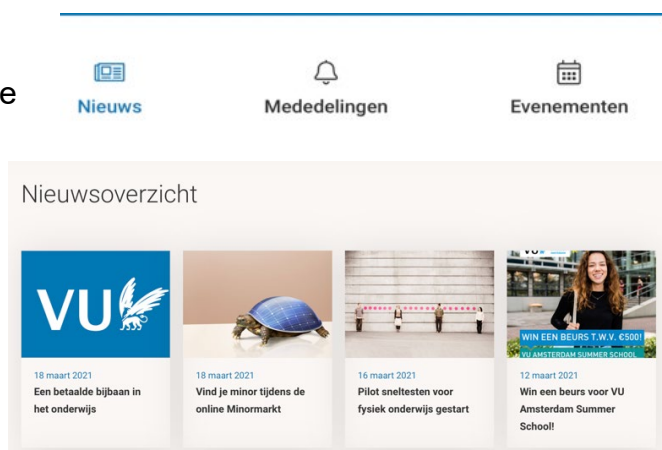 e
Nieuws
Mededelingen
Evenementen
Nieuwsoverzicht
VU
18 maart 2021
Een betaalde bijbaan in
het onderwijs
18 maart 2021
Vind je minor tijdens de
online Minormarkt
16 maart 2021
Pilot sneltesten voor
fysiek onderwijs gestart
WIN EEN BEURS T.W.V. €500!
VU AMSTERDAM SUMMER SCHOOL
12 maart 2021
Win een beurs voor VU
Amsterdam Summer
School!